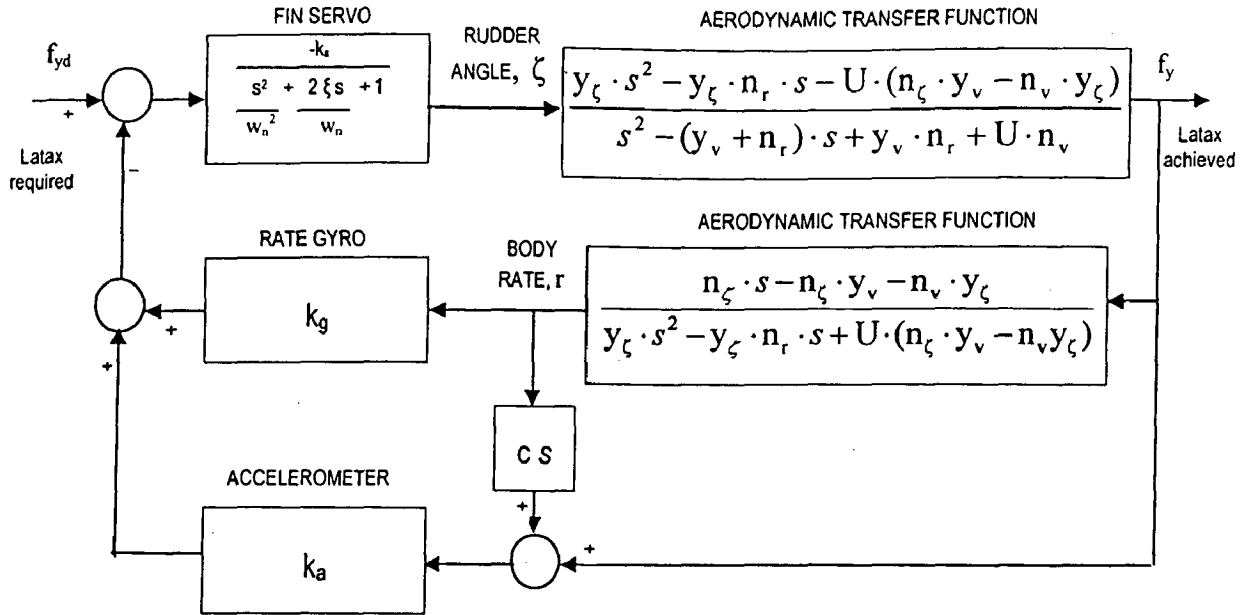 FIN SERVO
AERODYNAMIC TRANSFER FUNCTION
f_yd
-k_s
s² + 2 ξ s + 1
w_n² w_n
RUDDER
ANGLE, ζ
y_ζ · s² − y_ζ · n_r · s − U · (n_ζ · y_v − n_v · y_ζ)
s² − (y_v + n_r) · s + y_v · n_r + U · n_v
f_y
+
Latax
required
Latax
achieved
−
AERODYNAMIC TRANSFER FUNCTION
RATE GYRO
BODY
RATE, r
k_g
n_ζ · s − n_ζ · y_v − n_v · y_ζ
y_ζ · s² − y_ζ · n_r · s + U · (n_ζ · y_v − n_v y_ζ)
+
+
C S
ACCELEROMETER
+
+
k_a